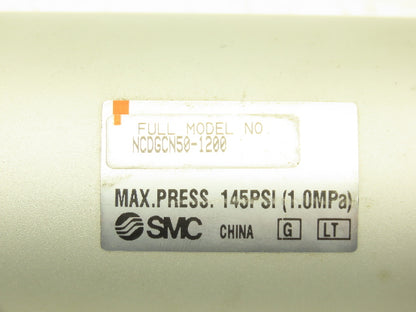 FULL MODEL NO.
NCDGCN50-1200
MAX.PRESS. 145PSI (1.0MPa)
SMC CHINA G LT